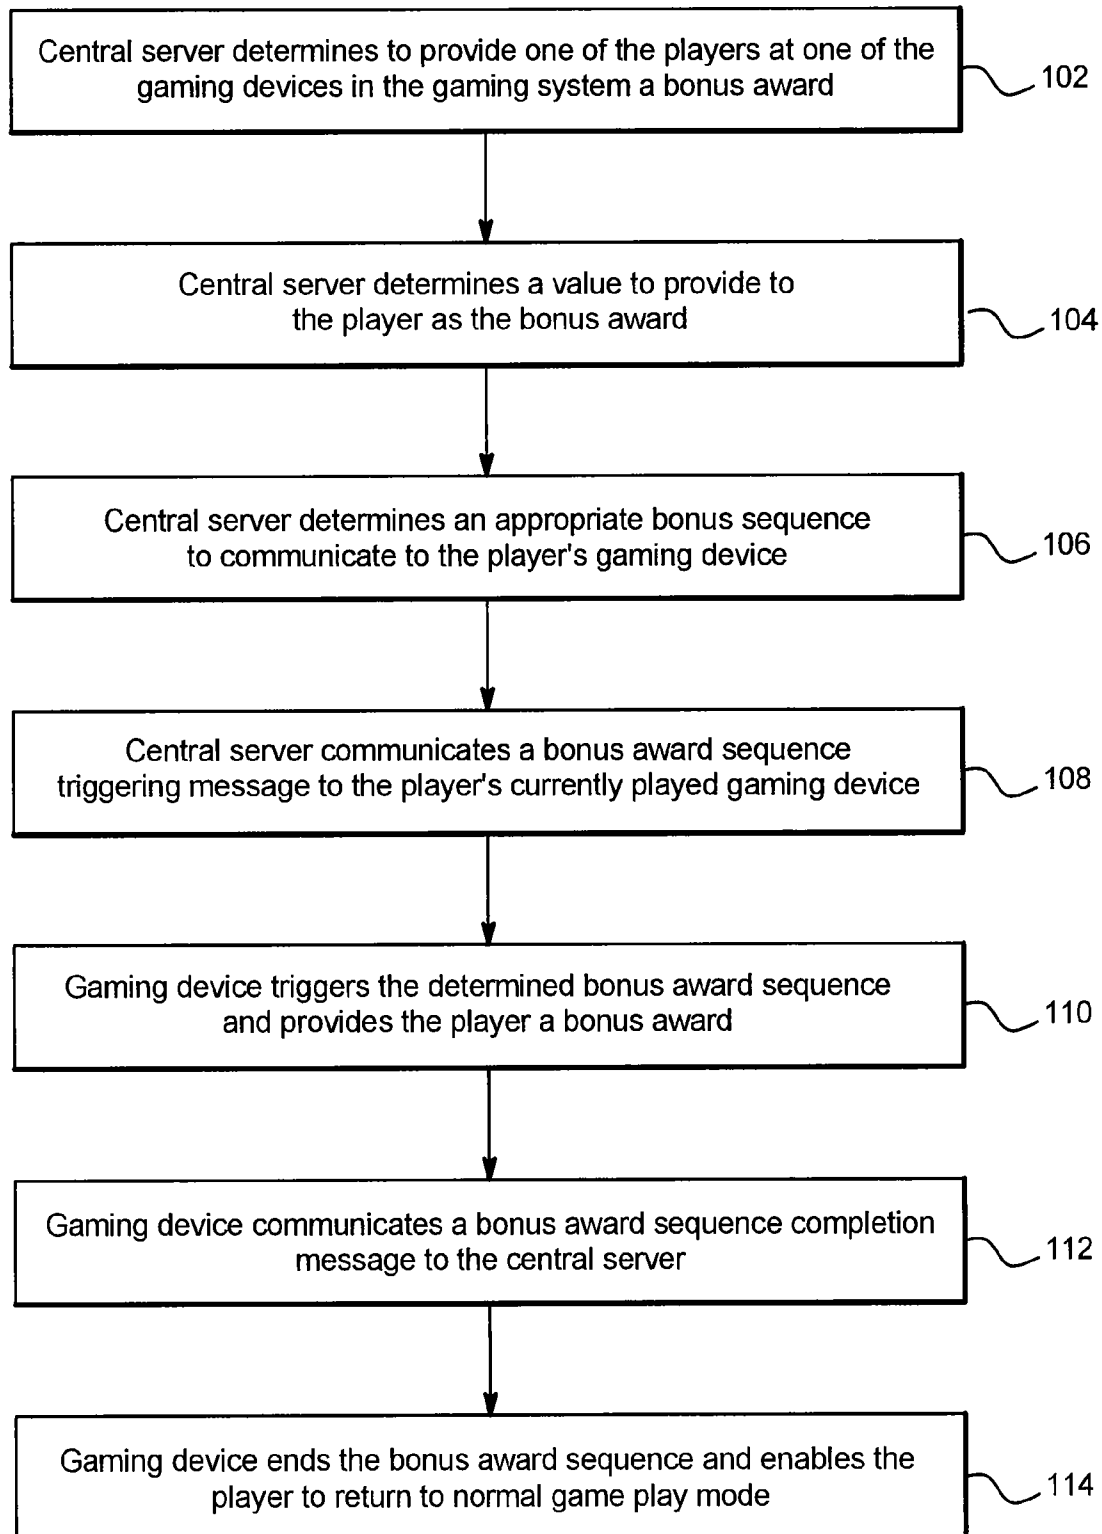 Central server determines to provide one of the players at one of the
gaming devices in the gaming system a bonus award
102
Central server determines a value to provide to
the player as the bonus award
104
Central server determines an appropriate bonus sequence
to communicate to the player's gaming device
106
Central server communicates a bonus award sequence
triggering message to the player's currently played gaming device
108
Gaming device triggers the determined bonus award sequence
and provides the player a bonus award
110
Gaming device communicates a bonus award sequence completion
message to the central server
112
Gaming device ends the bonus award sequence and enables the
player to return to normal game play mode
114